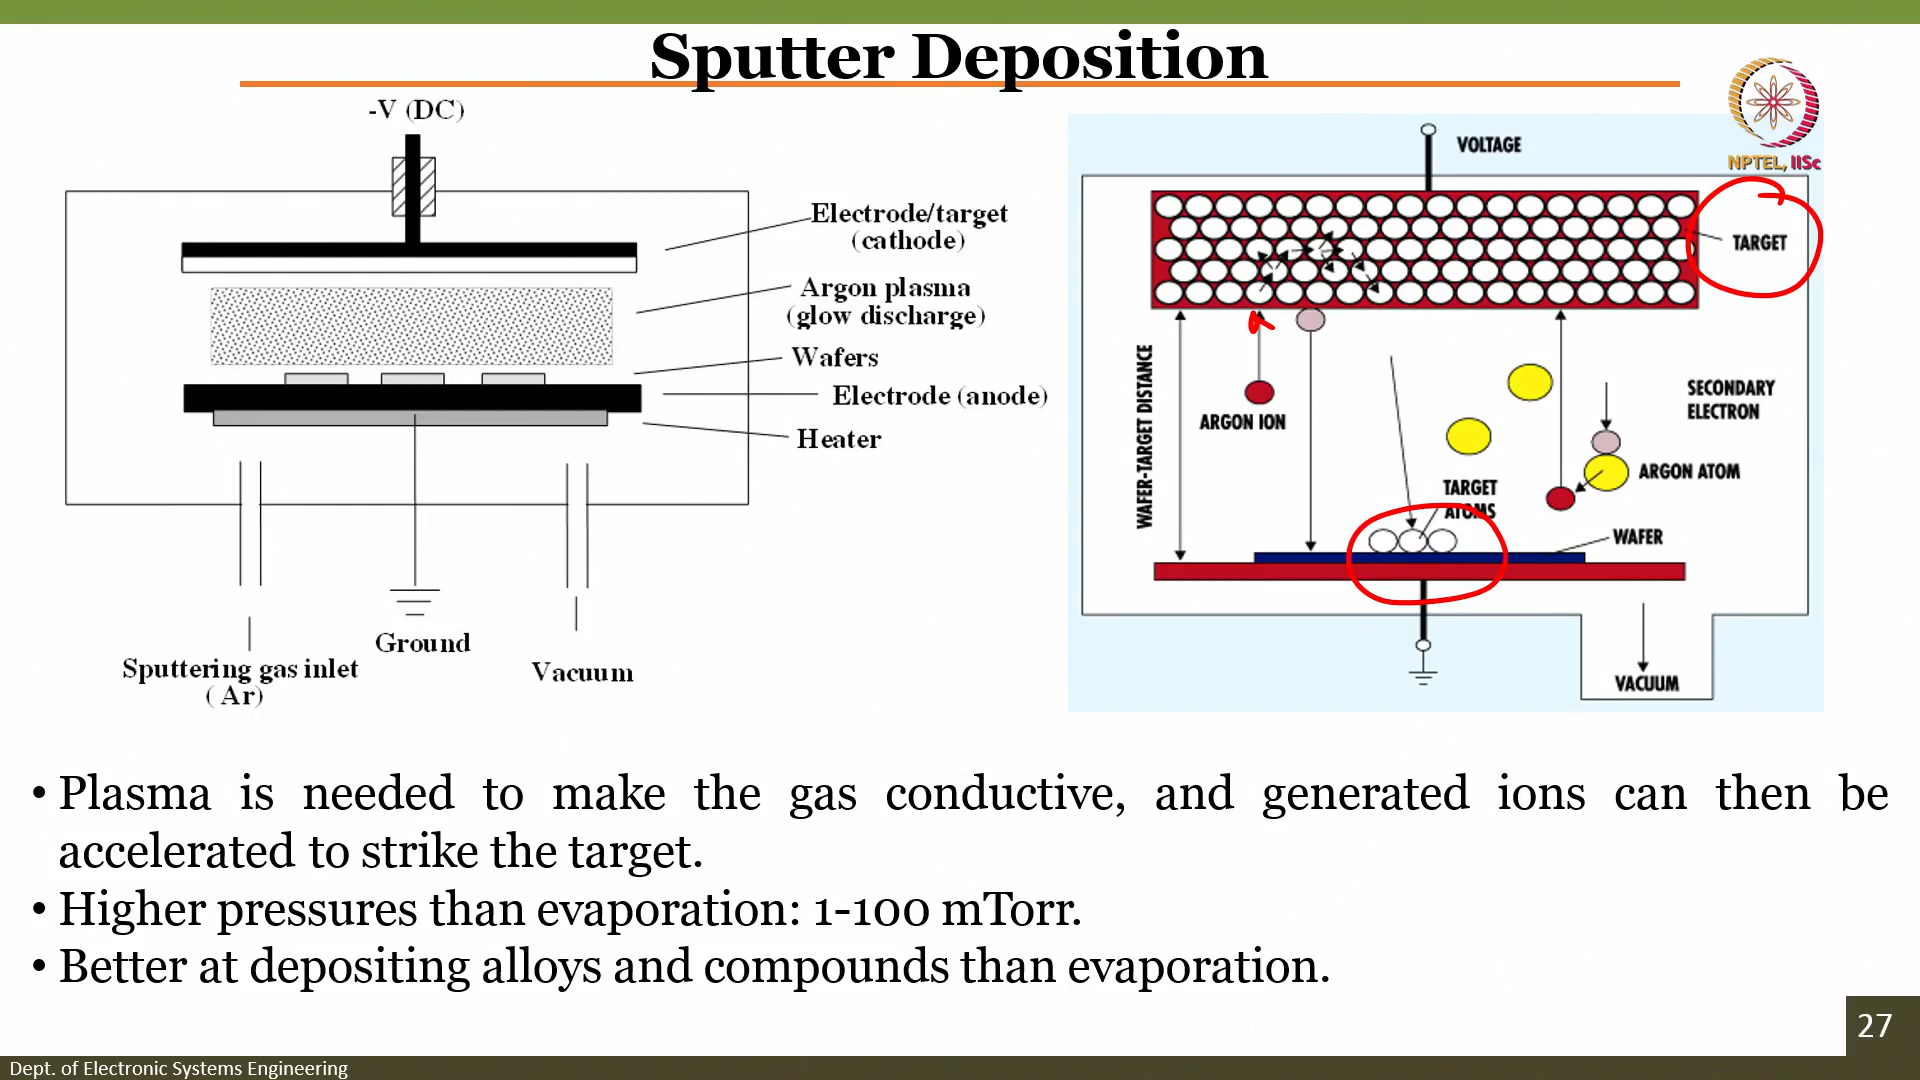 Sputter Deposition
NPTEL, IISc
-V (DC)
Electrode/target
(cathode)
Argon plasma
(glow discharge)
Wafers
Electrode (anode)
Heater
Ground
Sputtering gas inlet
( Ar)
Vacuum
VOLTAGE
TARGET
WAFER-TARGET DISTANCE
ARGON ION
SECONDARY
ELECTRON
ARGON ATOM
TARGET
ATOMS
WAFER
VACUUM
• Plasma is needed to make the gas conductive, and generated ions can then be
accelerated to strike the target.
• Higher pressures than evaporation: 1-100 mTorr.
• Better at depositing alloys and compounds than evaporation.
27
Dept. of Electronic Systems Engineering